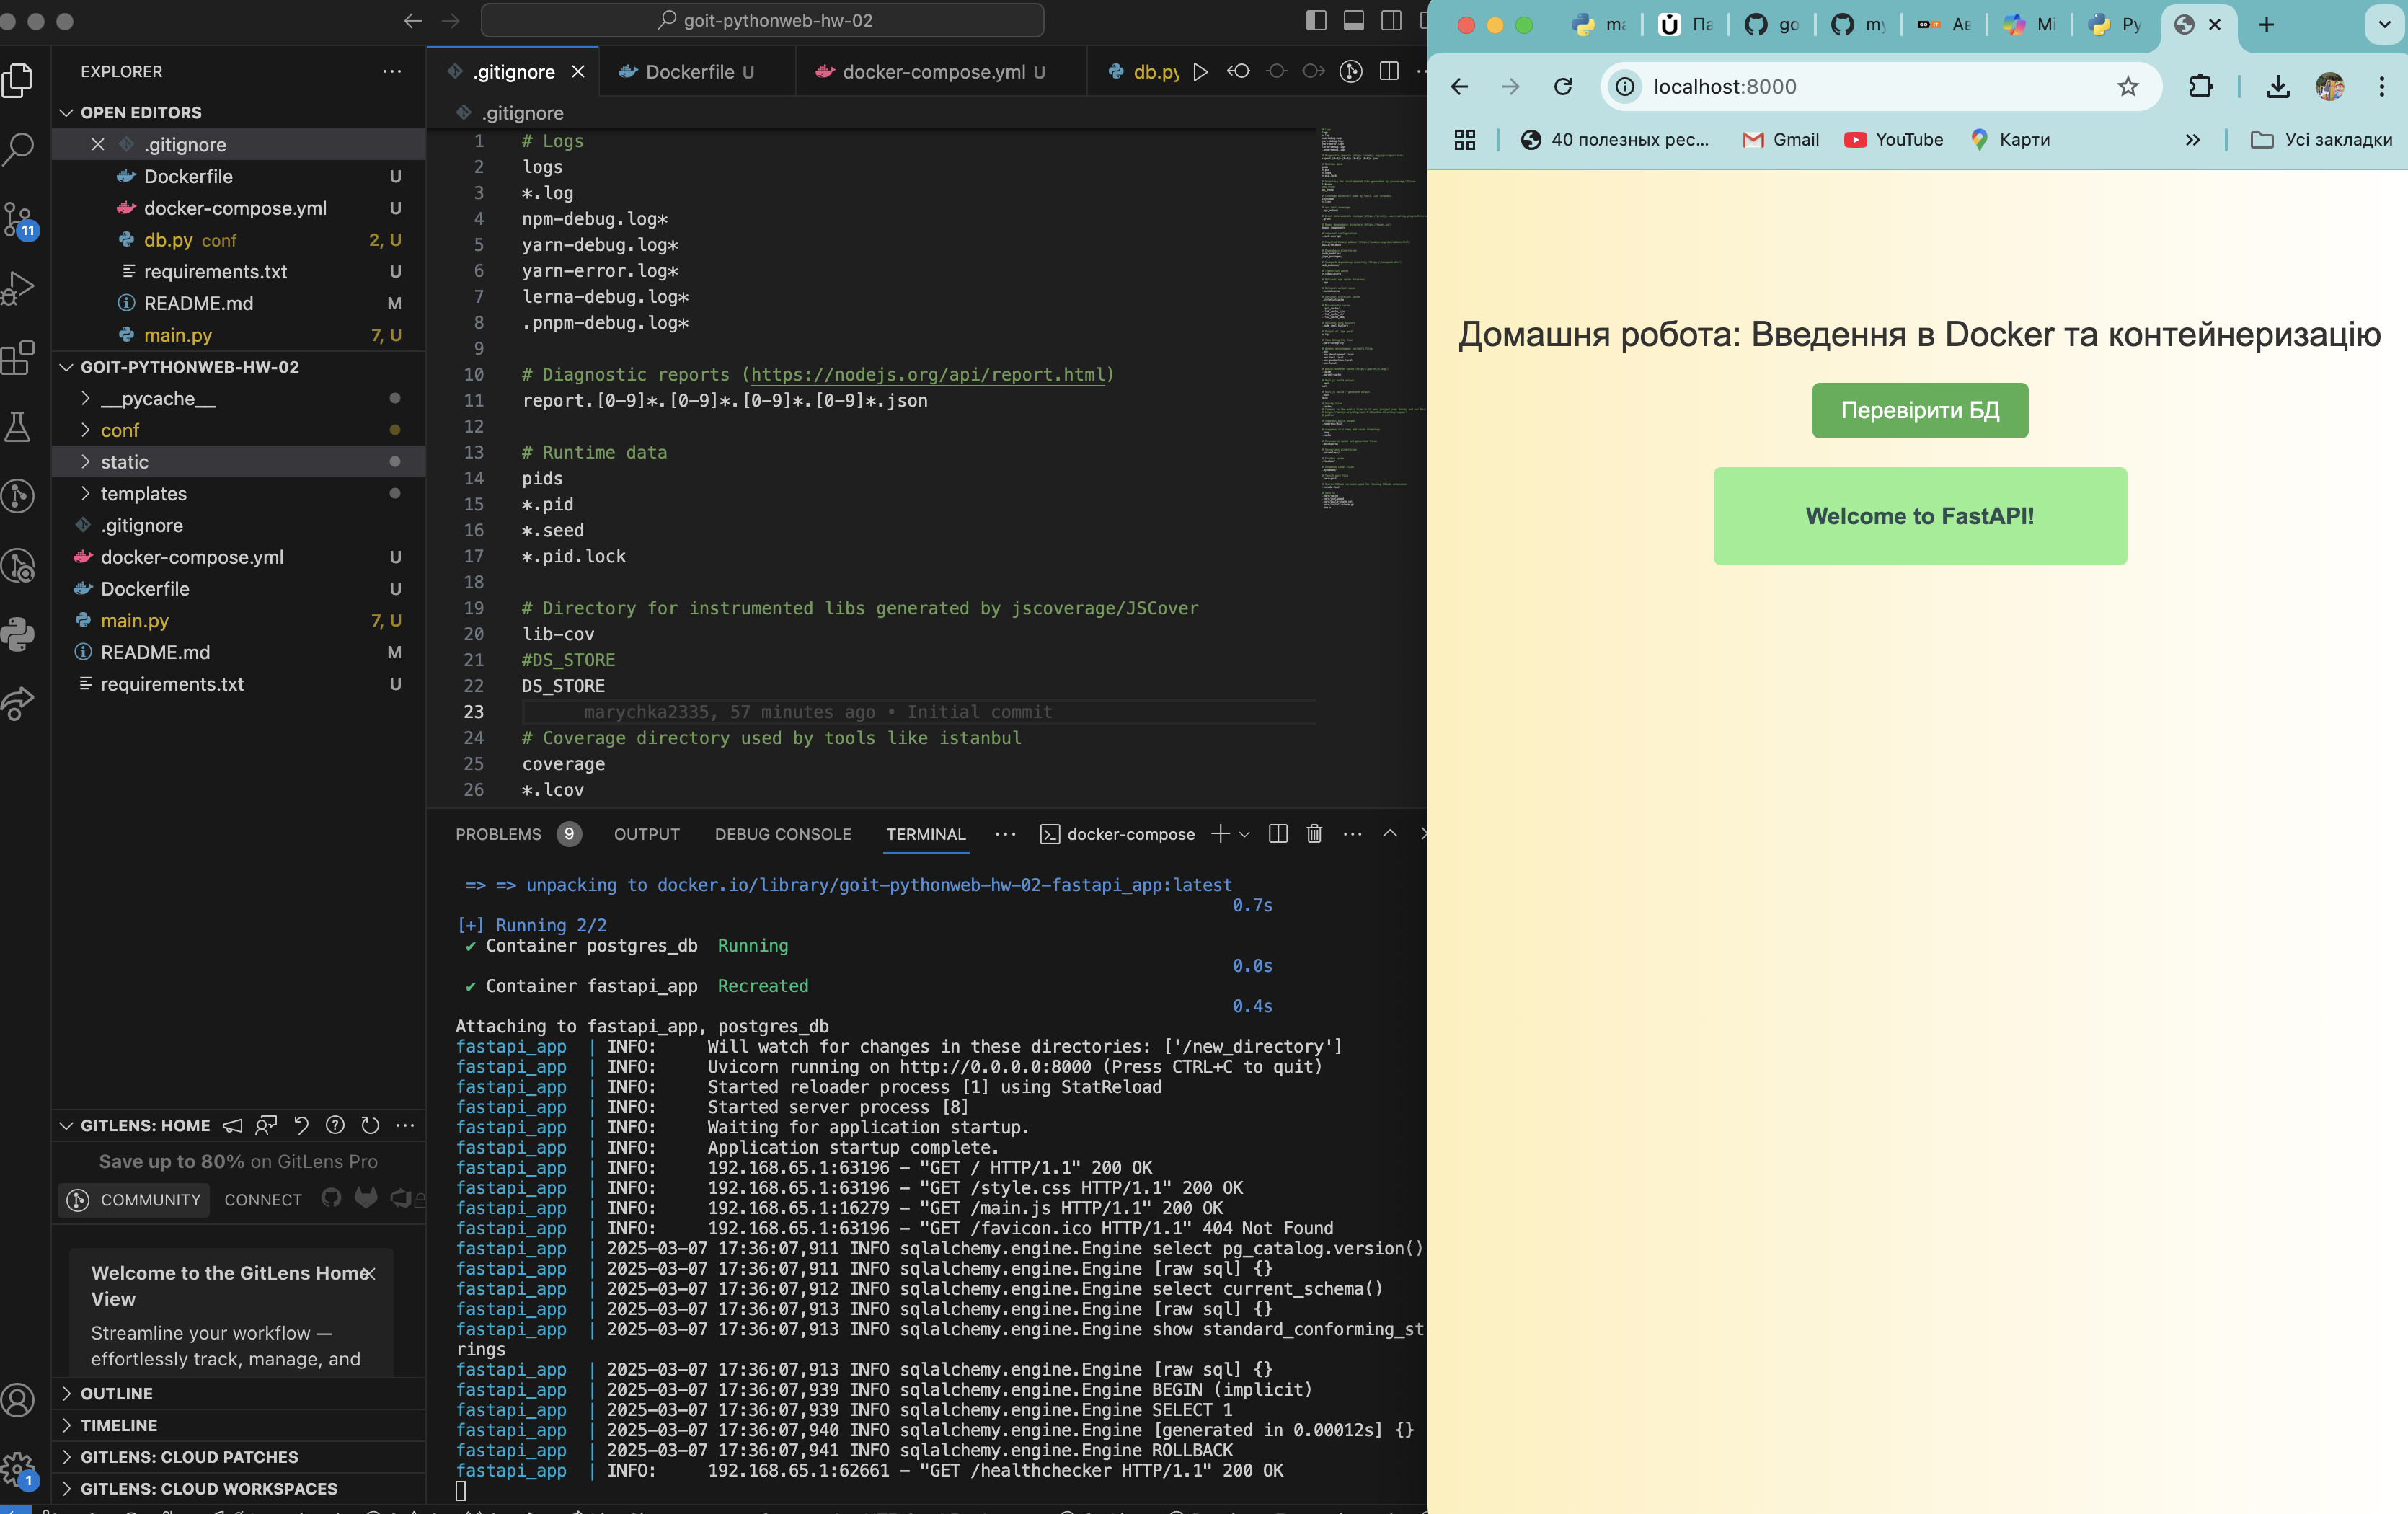 goit-pythonweb-hw-02
EXPLORER
OPEN EDITORS
.gitignore
Dockerfile U
docker-compose.yml U
db.py conf 2, U
requirements.txt U
README.md M
main.py 7, U
GOIT-PYTHONWEB-HW-02
__pycache__
conf
static
templates
.gitignore
docker-compose.yml U
Dockerfile U
main.py 7, U
README.md M
requirements.txt U
11
GITLENS: HOME
Save up to 80% on GitLens Pro
COMMUNITY CONNECT
Welcome to the GitLens Home
View
Streamline your workflow —
effortlessly track, manage, and
OUTLINE
TIMELINE
GITLENS: CLOUD PATCHES
GITLENS: CLOUD WORKSPACES
1
.gitignore Dockerfile U docker-compose.yml U db.py
.gitignore
1 # Logs
2 logs
3 *.log
4 npm-debug.log*
5 yarn-debug.log*
6 yarn-error.log*
7 lerna-debug.log*
8 .pnpm-debug.log*
9
10 # Diagnostic reports (https://nodejs.org/api/report.html)
11 report.[0-9]*.[0-9]*.[0-9]*.[0-9]*.json
12
13 # Runtime data
14 pids
15 *.pid
16 *.seed
17 *.pid.lock
18
19 # Directory for instrumented libs generated by jscoverage/JSCover
20 lib-cov
21 #DS_STORE
22 DS_STORE
23 marychka2335, 57 minutes ago • Initial commit
24 # Coverage directory used by tools like istanbul
25 coverage
26 *.lcov
PROBLEMS 9 OUTPUT DEBUG CONSOLE TERMINAL docker-compose
=> => unpacking to docker.io/library/goit-pythonweb-hw-02-fastapi_app:latest
0.7s
[+] Running 2/2
✔ Container postgres_db Running
0.0s
✔ Container fastapi_app Recreated
0.4s
Attaching to fastapi_app, postgres_db
fastapi_app | INFO: Will watch for changes in these directories: ['/new_directory']
fastapi_app | INFO: Uvicorn running on http://0.0.0.0:8000 (Press CTRL+C to quit)
fastapi_app | INFO: Started reloader process [1] using StatReload
fastapi_app | INFO: Started server process [8]
fastapi_app | INFO: Waiting for application startup.
fastapi_app | INFO: Application startup complete.
fastapi_app | INFO: 192.168.65.1:63196 - "GET / HTTP/1.1" 200 OK
fastapi_app | INFO: 192.168.65.1:63196 - "GET /style.css HTTP/1.1" 200 OK
fastapi_app | INFO: 192.168.65.1:16279 - "GET /main.js HTTP/1.1" 200 OK
fastapi_app | INFO: 192.168.65.1:63196 - "GET /favicon.ico HTTP/1.1" 404 Not Found
fastapi_app | 2025-03-07 17:36:07,911 INFO sqlalchemy.engine.Engine select pg_catalog.version()
fastapi_app | 2025-03-07 17:36:07,911 INFO sqlalchemy.engine.Engine [raw sql] {}
fastapi_app | 2025-03-07 17:36:07,912 INFO sqlalchemy.engine.Engine select current_schema()
fastapi_app | 2025-03-07 17:36:07,913 INFO sqlalchemy.engine.Engine [raw sql] {}
fastapi_app | 2025-03-07 17:36:07,913 INFO sqlalchemy.engine.Engine show standard_conforming_st
rings
fastapi_app | 2025-03-07 17:36:07,913 INFO sqlalchemy.engine.Engine [raw sql] {}
fastapi_app | 2025-03-07 17:36:07,939 INFO sqlalchemy.engine.Engine BEGIN (implicit)
fastapi_app | 2025-03-07 17:36:07,939 INFO sqlalchemy.engine.Engine SELECT 1
fastapi_app | 2025-03-07 17:36:07,940 INFO sqlalchemy.engine.Engine [generated in 0.00012s] {}
fastapi_app | 2025-03-07 17:36:07,941 INFO sqlalchemy.engine.Engine ROLLBACK
fastapi_app | INFO: 192.168.65.1:62661 - "GET /healthchecker HTTP/1.1" 200 OK
localhost:8000
40 полезных рес... Gmail YouTube Карти Усі закладки
Домашня робота: Введення в Docker та контейнеризацію
Перевірити БД
Welcome to FastAPI!